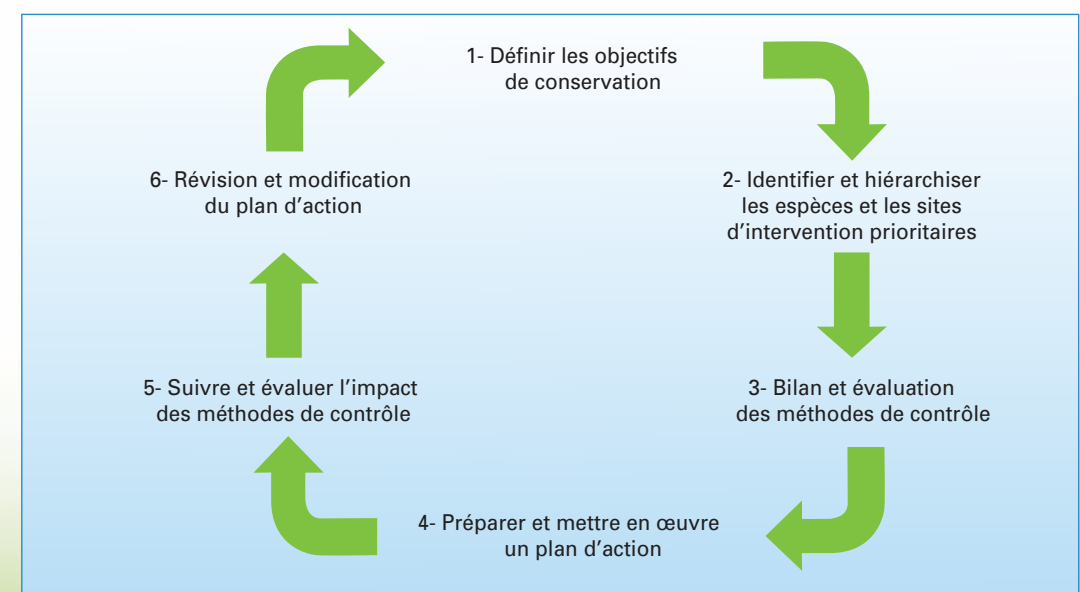 1- Définir les objectifs
de conservation
2- Identifier et hiérarchiser
les espèces et les sites
d’intervention prioritaires
3- Bilan et évaluation
des méthodes de contrôle
4- Préparer et mettre en œuvre
un plan d’action
5- Suivre et évaluer l’impact
des méthodes de contrôle
6- Révision et modification
du plan d’action